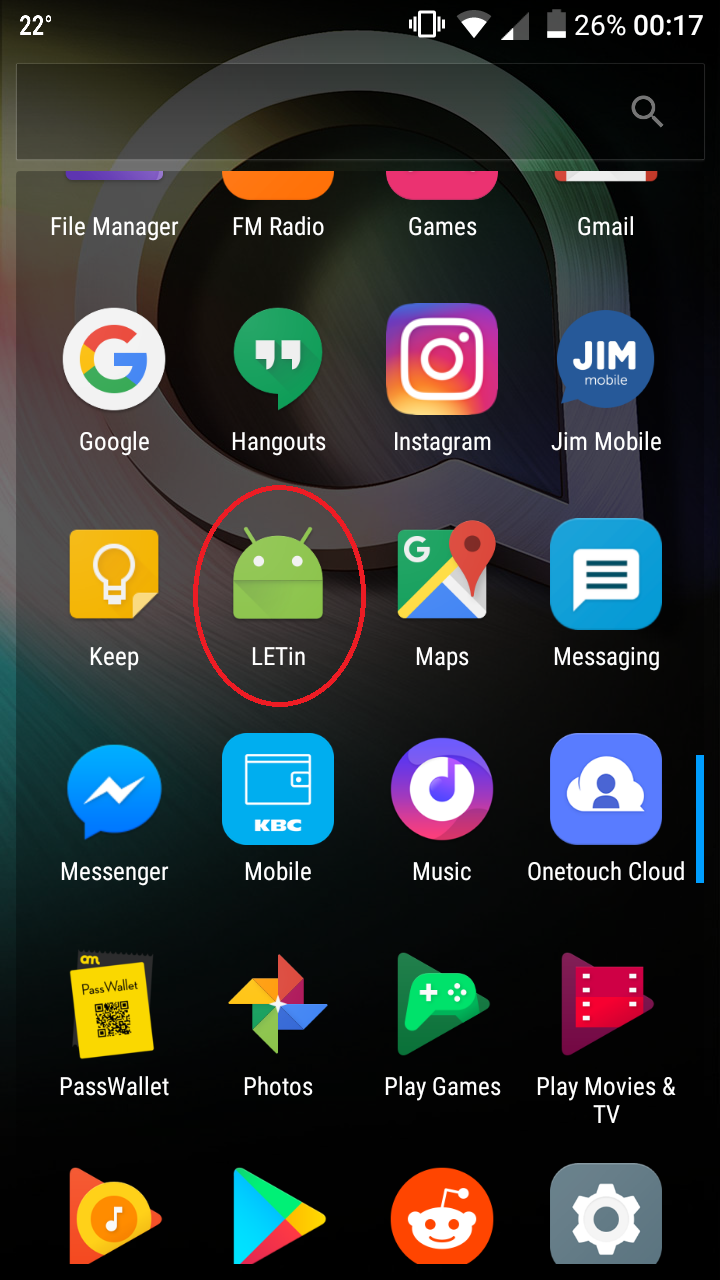 22°
26% 00:17
File Manager
FM Radio
Games
Gmail
G
JIM
mobile
Google
Hangouts
Instagram
Jim Mobile
G
Keep
LETin
Maps
Messaging
KBC
Messenger
Mobile
Music
Onetouch Cloud
am
PassWallet
PassWallet
Photos
Play Games
Play Movies &
TV